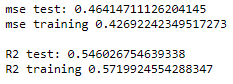 mse test: 0.46414711126204145
mse training 0.42692242349517273
R2 test: 0.546026754639338
R2 training 0.5719924554288347